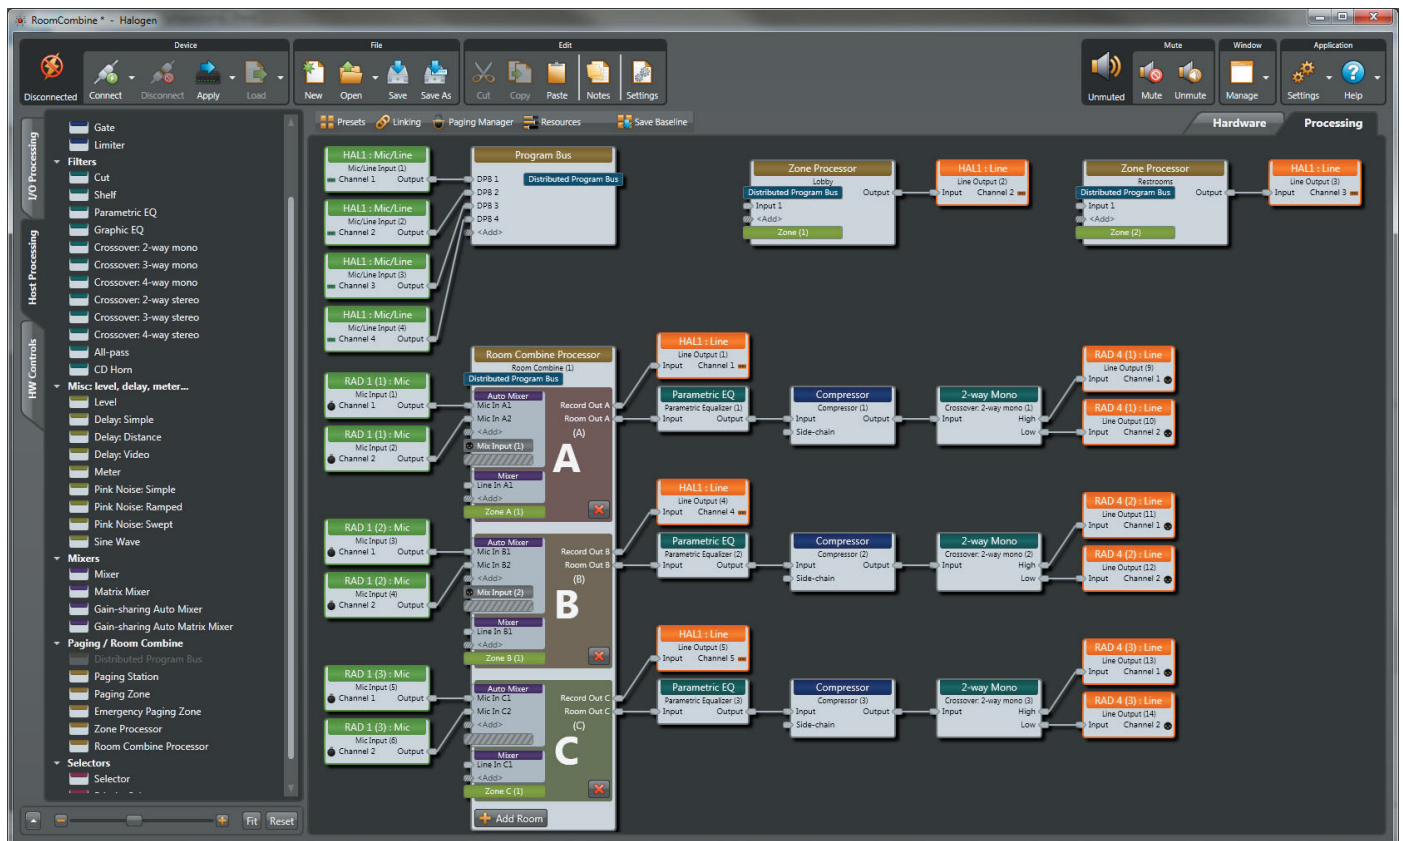 RoomCombine * - Halogen
Device
File
Edit
Mute
Window
Application
Disconnected
Connect
Disconnect
Apply
Load
New
Open
Save
Save As
Cut
Copy
Paste
Notes
Settings
Unmuted
Mute
Unmute
Manage
Settings
Help
Presets
Linking
Paging Manager
Resources
Save Baseline
Hardware
Processing
I/O Processing
Host Processing
HW Controls
Gate
Limiter
Filters
Cut
Shelf
Parametric EQ
Graphic EQ
Crossover: 2-way mono
Crossover: 3-way mono
Crossover: 4-way mono
Crossover: 2-way stereo
Crossover: 3-way stereo
Crossover: 4-way stereo
All-pass
CD Horn
Misc: level, delay, meter...
Level
Delay: Simple
Delay: Distance
Delay: Video
Meter
Pink Noise: Simple
Pink Noise: Ramped
Pink Noise: Swept
Sine Wave
Mixers
Mixer
Matrix Mixer
Gain-sharing Auto Mixer
Gain-sharing Auto Matrix Mixer
Paging / Room Combine
Distributed Program Bus
Paging Station
Paging Zone
Emergency Paging Zone
Zone Processor
Room Combine Processor
Selectors
Selector
Fit
Reset
HAL1 : Mic/Line
Mic/Line Input (1)
Channel 1 Output
HAL1 : Mic/Line
Mic/Line Input (2)
Channel 2 Output
HAL1 : Mic/Line
Mic/Line Input (3)
Channel 3 Output
HAL1 : Mic/Line
Mic/Line Input (4)
Channel 4 Output
Program Bus
DPB 1
Distributed Program Bus
DPB 2
DPB 3
DPB 4
<Add>
Zone Processor
Lobby
Distributed Program Bus
Output
Input 1
<Add>
Zone (1)
HAL1 : Line
Line Output (2)
Input Channel 2
Zone Processor
Restrooms
Distributed Program Bus
Output
Input 1
<Add>
Zone (2)
HAL1 : Line
Line Output (3)
Input Channel 3
RAD 1 (1) : Mic
Mic Input (1)
Channel 1 Output
RAD 1 (1) : Mic
Mic Input (2)
Channel 2 Output
RAD 1 (2) : Mic
Mic Input (3)
Channel 1 Output
RAD 1 (2) : Mic
Mic Input (4)
Channel 2 Output
RAD 1 (3) : Mic
Mic Input (5)
Channel 1 Output
RAD 1 (3) : Mic
Mic Input (6)
Channel 2 Output
Room Combine Processor
Room Combine (1)
Distributed Program Bus
Auto Mixer
Mic In A1
Record Out A
Mic In A2
Room Out A
<Add>
(A)
Mix Input (1)
A
Mixer
Line In A1
<Add>
Zone A (1)
Auto Mixer
Mic In B1
Record Out B
Mic In B2
Room Out B
<Add>
(B)
Mix Input (2)
B
Mixer
Line In B1
<Add>
Zone B (1)
Auto Mixer
Mic In C1
Record Out C
Mic In C2
Room Out C
<Add>
(C)
C
Mixer
Line In C1
<Add>
Zone C (1)
Add Room
HAL1 : Line
Line Output (1)
Input Channel 1
Parametric EQ
Parametric Equalizer (1)
Input Output
Compressor
Compressor (1)
Input Output
Side-chain
2-way Mono
Crossover: 2-way mono (1)
Input High
Low
RAD 4 (1) : Line
Line Output (9)
Input Channel 1
RAD 4 (1) : Line
Line Output (10)
Input Channel 2
HAL1 : Line
Line Output (4)
Input Channel 4
Parametric EQ
Parametric Equalizer (2)
Input Output
Compressor
Compressor (2)
Input Output
Side-chain
2-way Mono
Crossover: 2-way mono (2)
Input High
Low
RAD 4 (2) : Line
Line Output (11)
Input Channel 1
RAD 4 (2) : Line
Line Output (12)
Input Channel 2
HAL1 : Line
Line Output (5)
Input Channel 5
Parametric EQ
Parametric Equalizer (3)
Input Output
Compressor
Compressor (3)
Input Output
Side-chain
2-way Mono
Crossover: 2-way mono (3)
Input High
Low
RAD 4 (3) : Line
Line Output (13)
Input Channel 1
RAD 4 (3) : Line
Line Output (14)
Input Channel 2